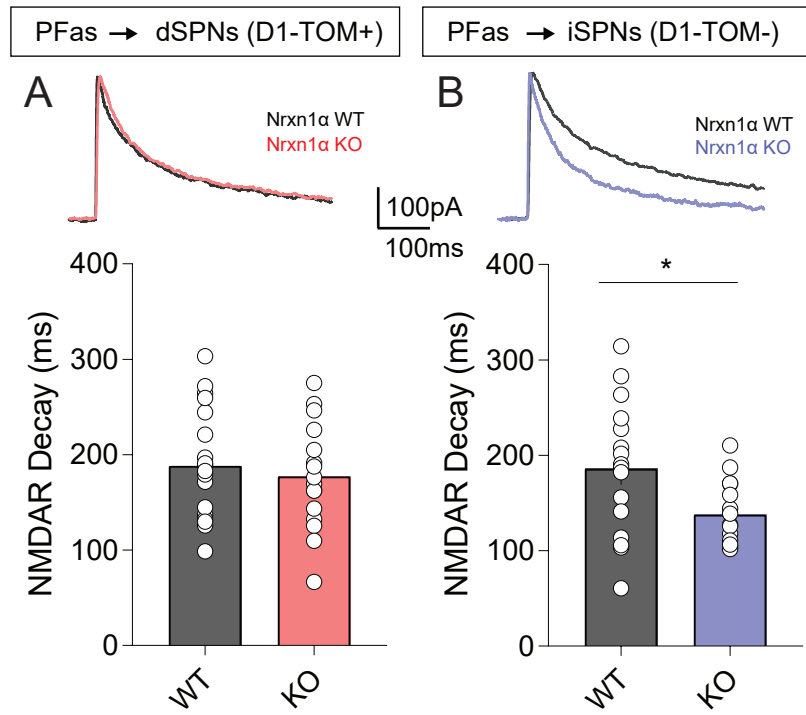 PFas → dSPNs (D1-TOM+)
PFas → iSPNs (D1-TOM-)
A
Nrxn1α WT
Nrxn1α KO
B
Nrxn1α WT
Nrxn1α KO
100pA
100ms
NMDAR Decay (ms)
400
300
200
100
0
WT
KO
NMDAR Decay (ms)
400
300
200
100
0
*
WT
KO